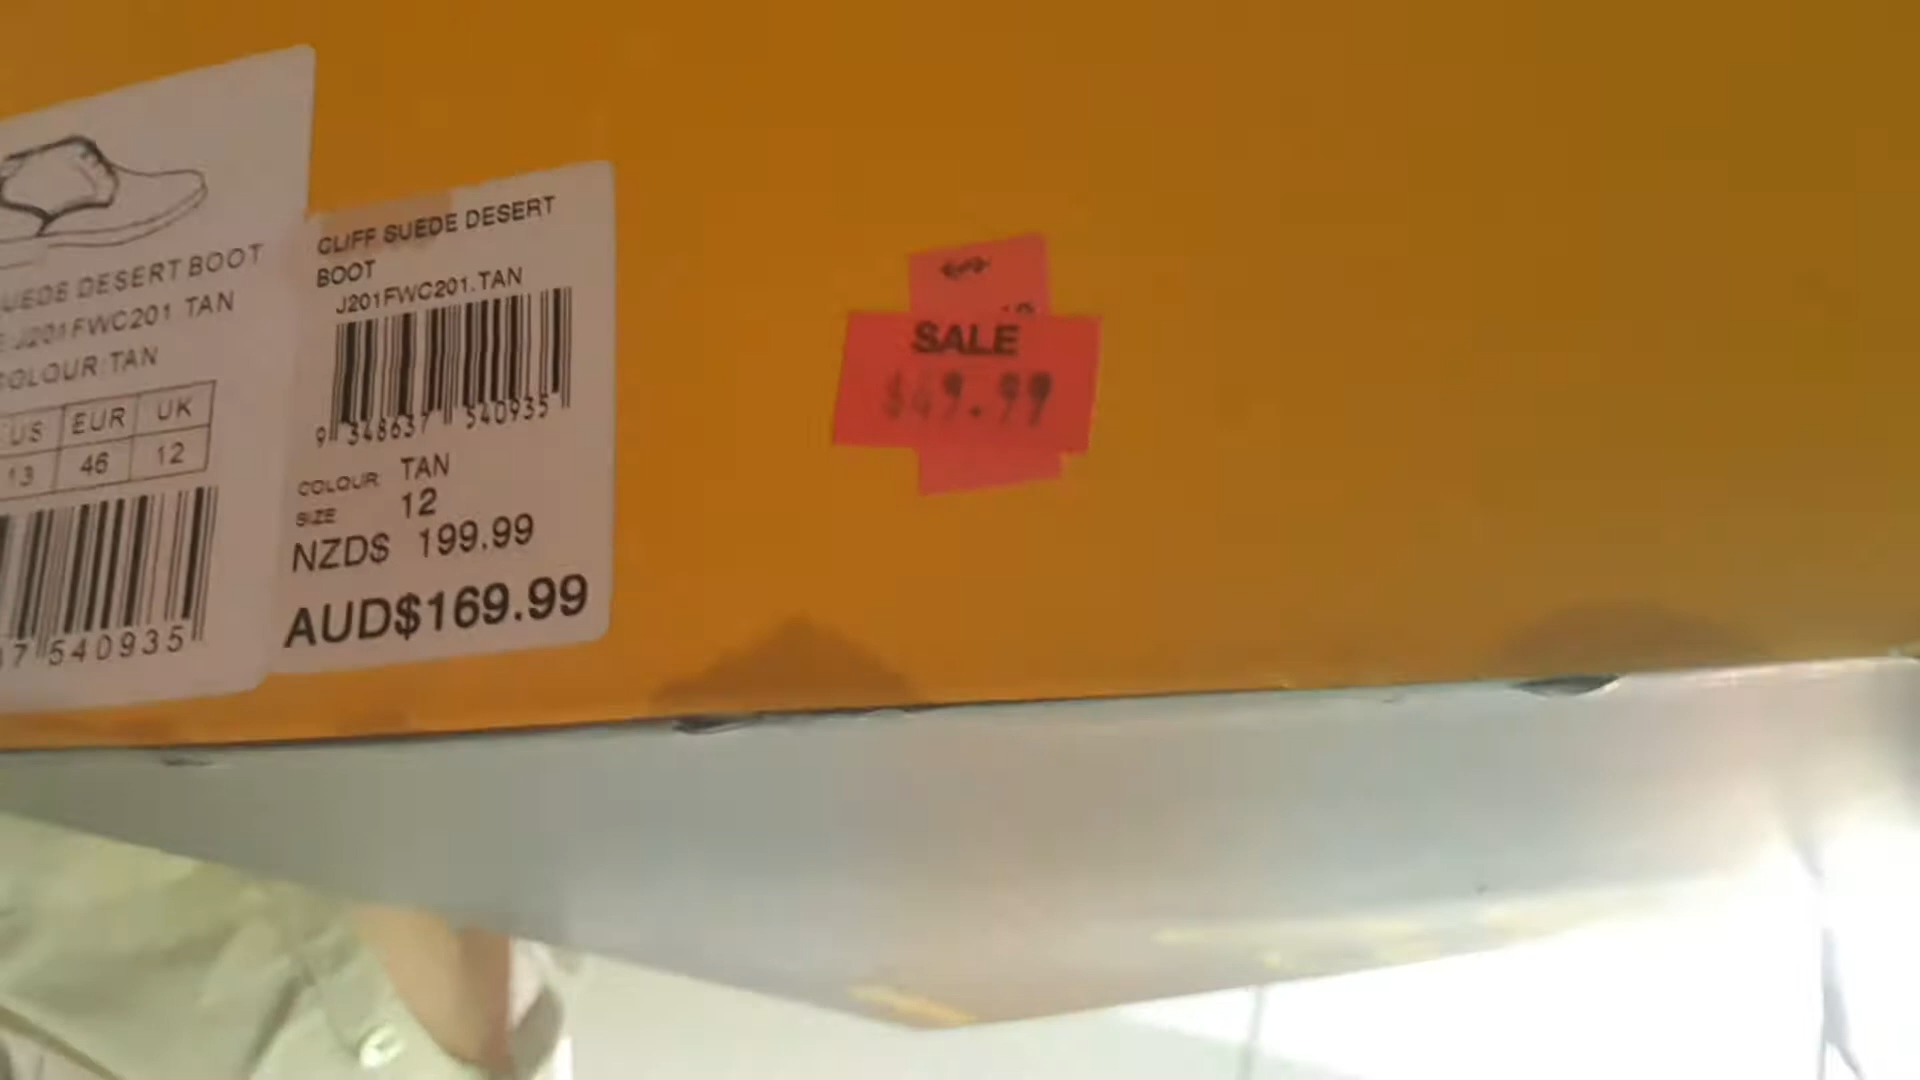 UEDE DESERT BOOT
J201FWC201 TAN
COLOUR:TAN
US EUR UK
13 46 12
7 540935
CLIFF SUEDE DESERT
BOOT
J201FWC201.TAN
9 348637 540935
COLOUR: TAN
SIZE 12
NZD$ 199.99
AUD$169.99
SALE
$49.99